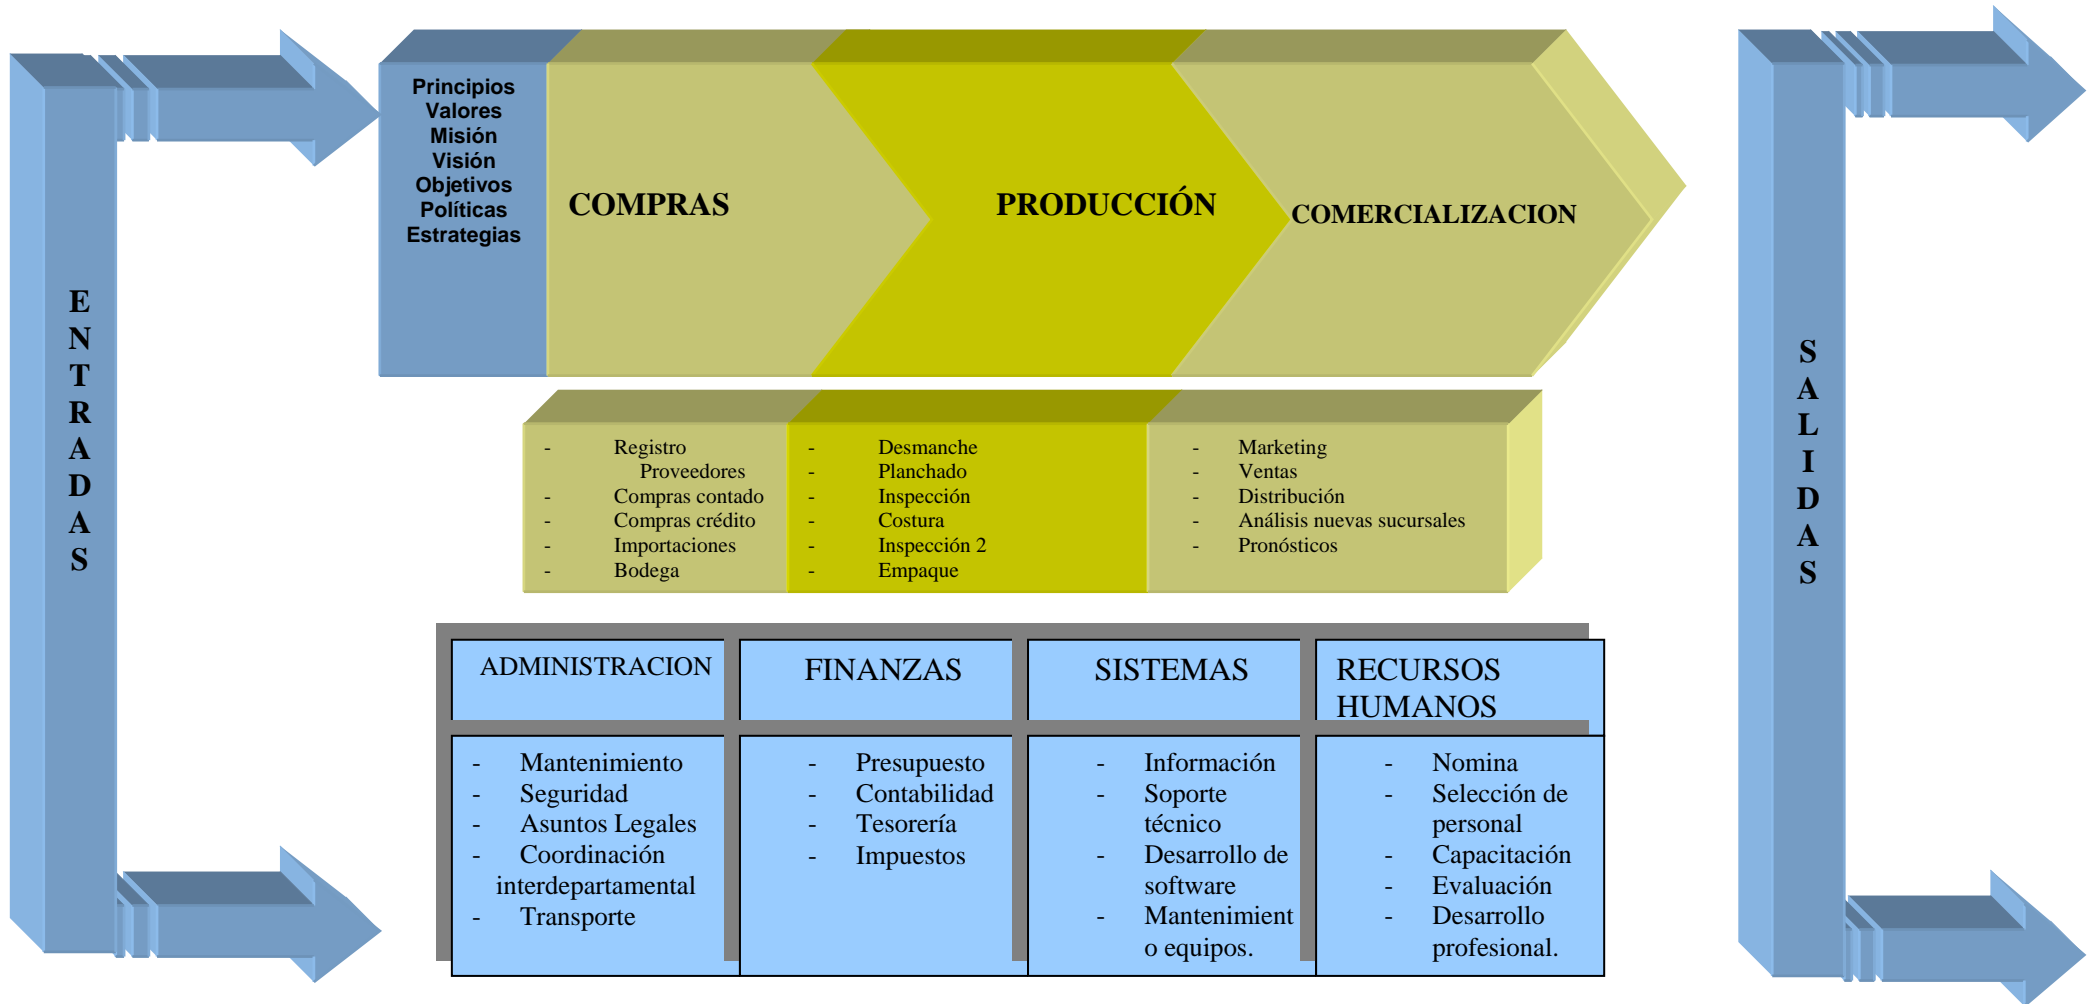 ENTRADAS
Principios
Valores
Misión
Visión
Objetivos
Políticas
Estrategias
COMPRAS
PRODUCCIÓN
COMERCIALIZACION
- Registro
Proveedores
- Compras contado
- Compras crédito
- Importaciones
- Bodega
- Desmanche
- Planchado
- Inspección
- Costura
- Inspección 2
- Empaque
- Marketing
- Ventas
- Distribución
- Análisis nuevas sucursales
- Pronósticos
ADMINISTRACION
- Mantenimiento
- Seguridad
- Asuntos Legales
- Coordinación
interdepartamental
- Transporte
FINANZAS
- Presupuesto
- Contabilidad
- Tesorería
- Impuestos
SISTEMAS
- Información
- Soporte
técnico
- Desarrollo de
software
- Mantenimient
o equipos.
RECURSOS
HUMANOS
- Nomina
- Selección de
personal
- Capacitación
- Evaluación
- Desarrollo
profesional.
SALIDAS